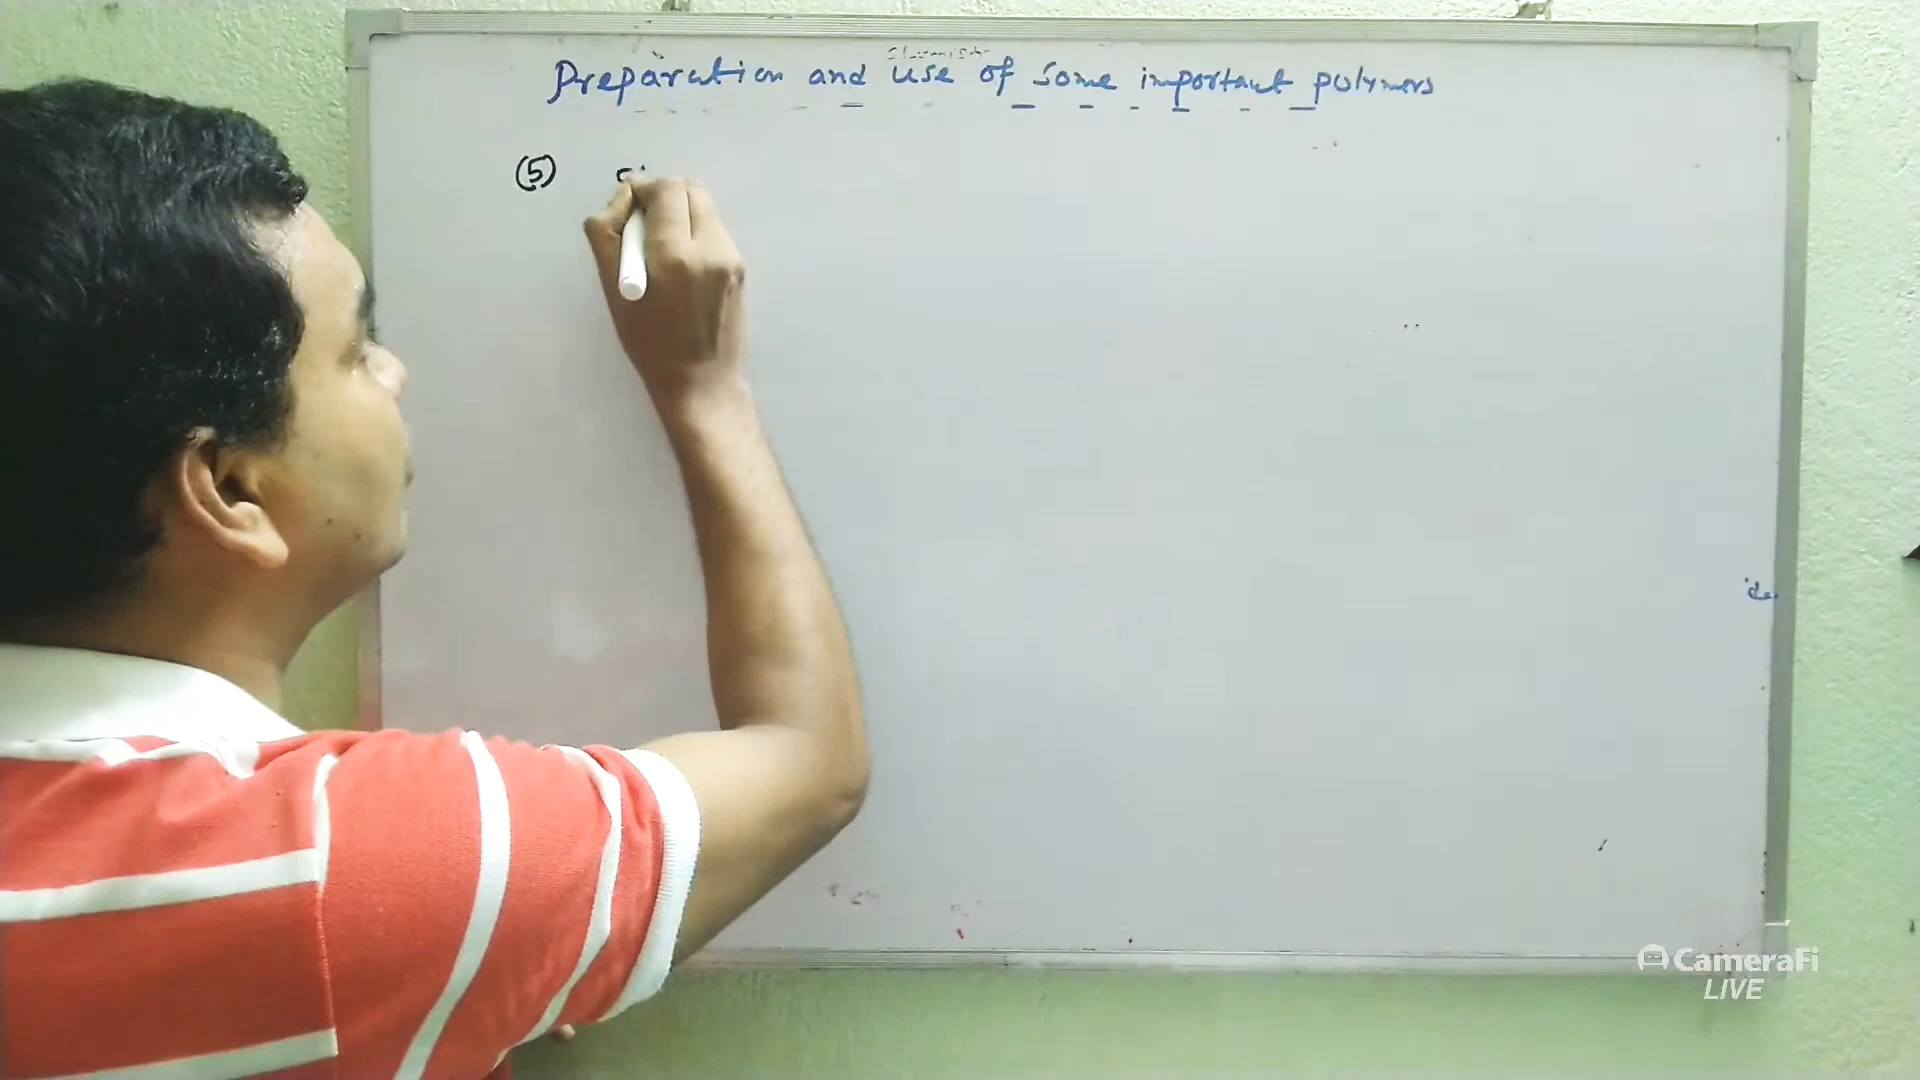 Preparation and use of some important polymers
(5)
CameraFi
LIVE